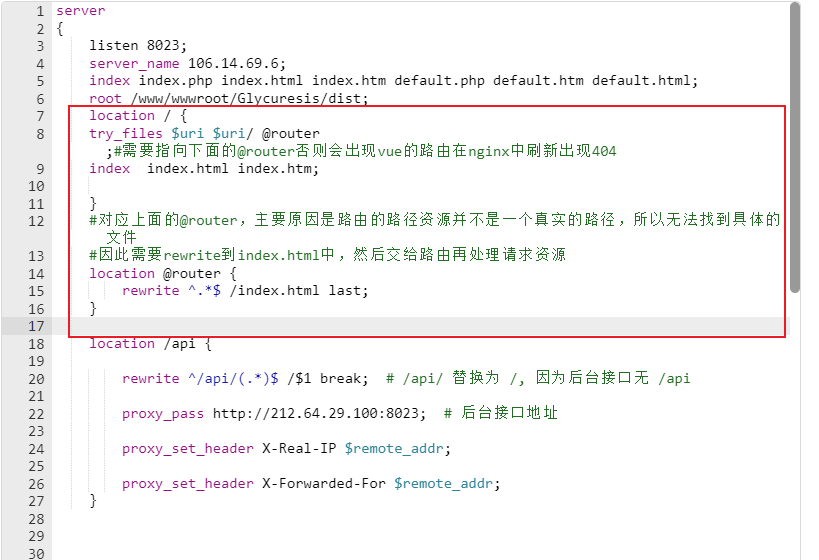 1 server
2 {
3 listen 8023;
4 server_name 106.14.69.6;
5 index index.php index.html index.htm default.php default.htm default.html;
6 root /www/wwwroot/Glycuresis/dist;
7 location / {
8 try_files $uri $uri/ @router
;#需要指向下面的@router否则会出现vue的路由在nginx中刷新出现404
9 index  index.html index.htm;
10
11 }
12 #对应上面的@router，主要原因是路由的路径资源并不是一个真实的路径，所以无法找到具体的
文件
13 #因此需要rewrite到index.html中，然后交给路由再处理请求资源
14 location @router {
15 rewrite ^.*$ /index.html last;
16 }
17
18 location /api {
19
20 rewrite ^/api/(.*)$ /$1 break;  # /api/ 替换为 /, 因为后台接口无 /api
21
22 proxy_pass http://212.64.29.100:8023;  # 后台接口地址
23
24 proxy_set_header X-Real-IP $remote_addr;
25
26 proxy_set_header X-Forwarded-For $remote_addr;
27 }
28
29
30